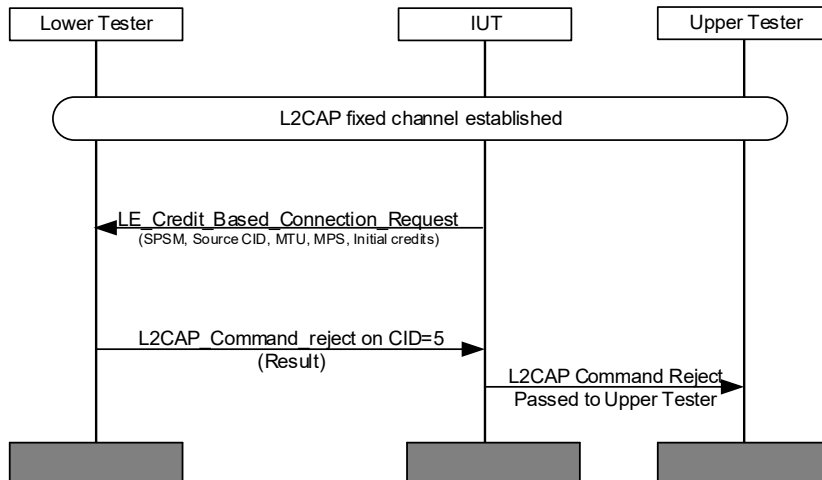 Lower Tester
IUT
Upper Tester
L2CAP fixed channel established
LE_Credit_Based_Connection_Request
(SPSM, Source CID, MTU, MPS, Initial credits)
L2CAP_Command_reject on CID=5
(Result)
L2CAP Command Reject
Passed to Upper Tester